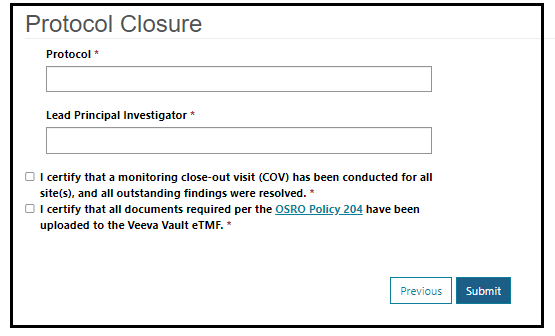 Protocol Closure
Protocol *
Lead Principal Investigator *
I certify that a monitoring close-out visit (COV) has been conducted for all
site(s), and all outstanding findings were resolved. *
I certify that all documents required per the OSRO Policy 204 have been
uploaded to the Veeva Vault eTMF. *
Previous Submit